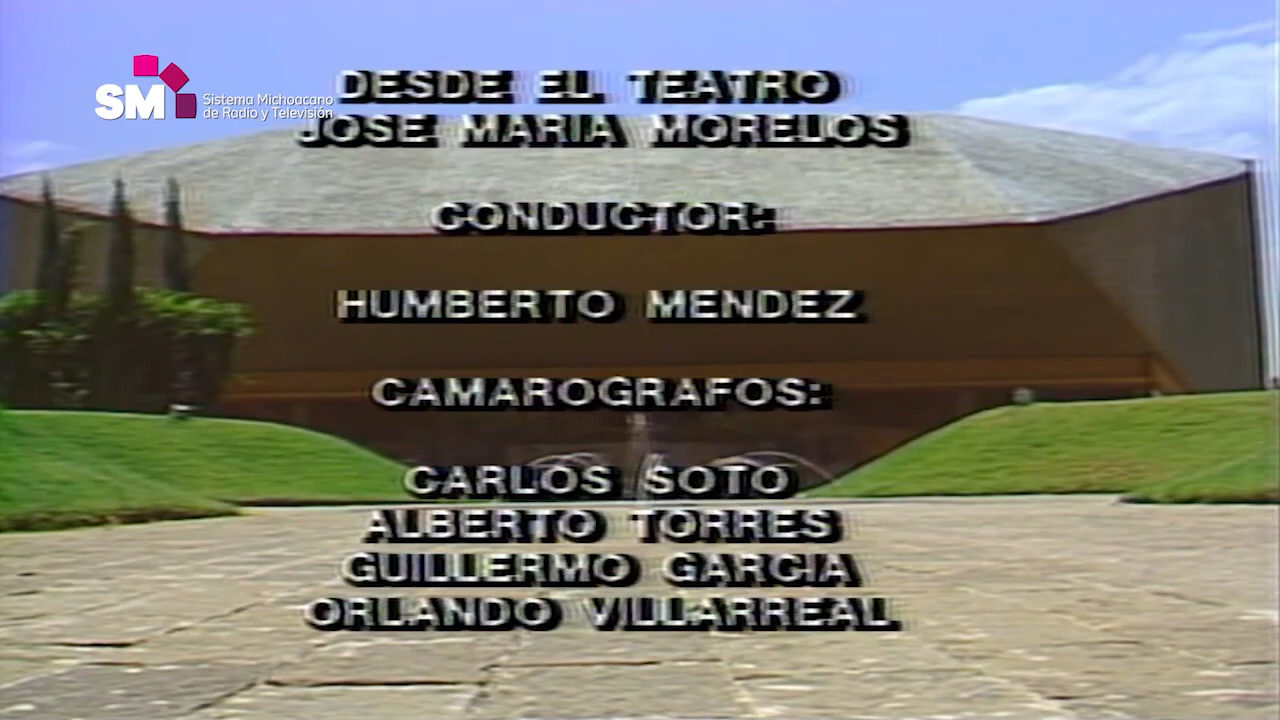 SM
Sistema Michoacano
de Radio y Televisión
DESDE EL TEATRO
JOSE MARIA MORELOS
CONDUCTOR:
HUMBERTO MENDEZ
CAMAROGRAFOS:
CARLOS SOTO
ALBERTO TORRES
GUILLERMO GARCIA
ORLANDO VILLARREAL